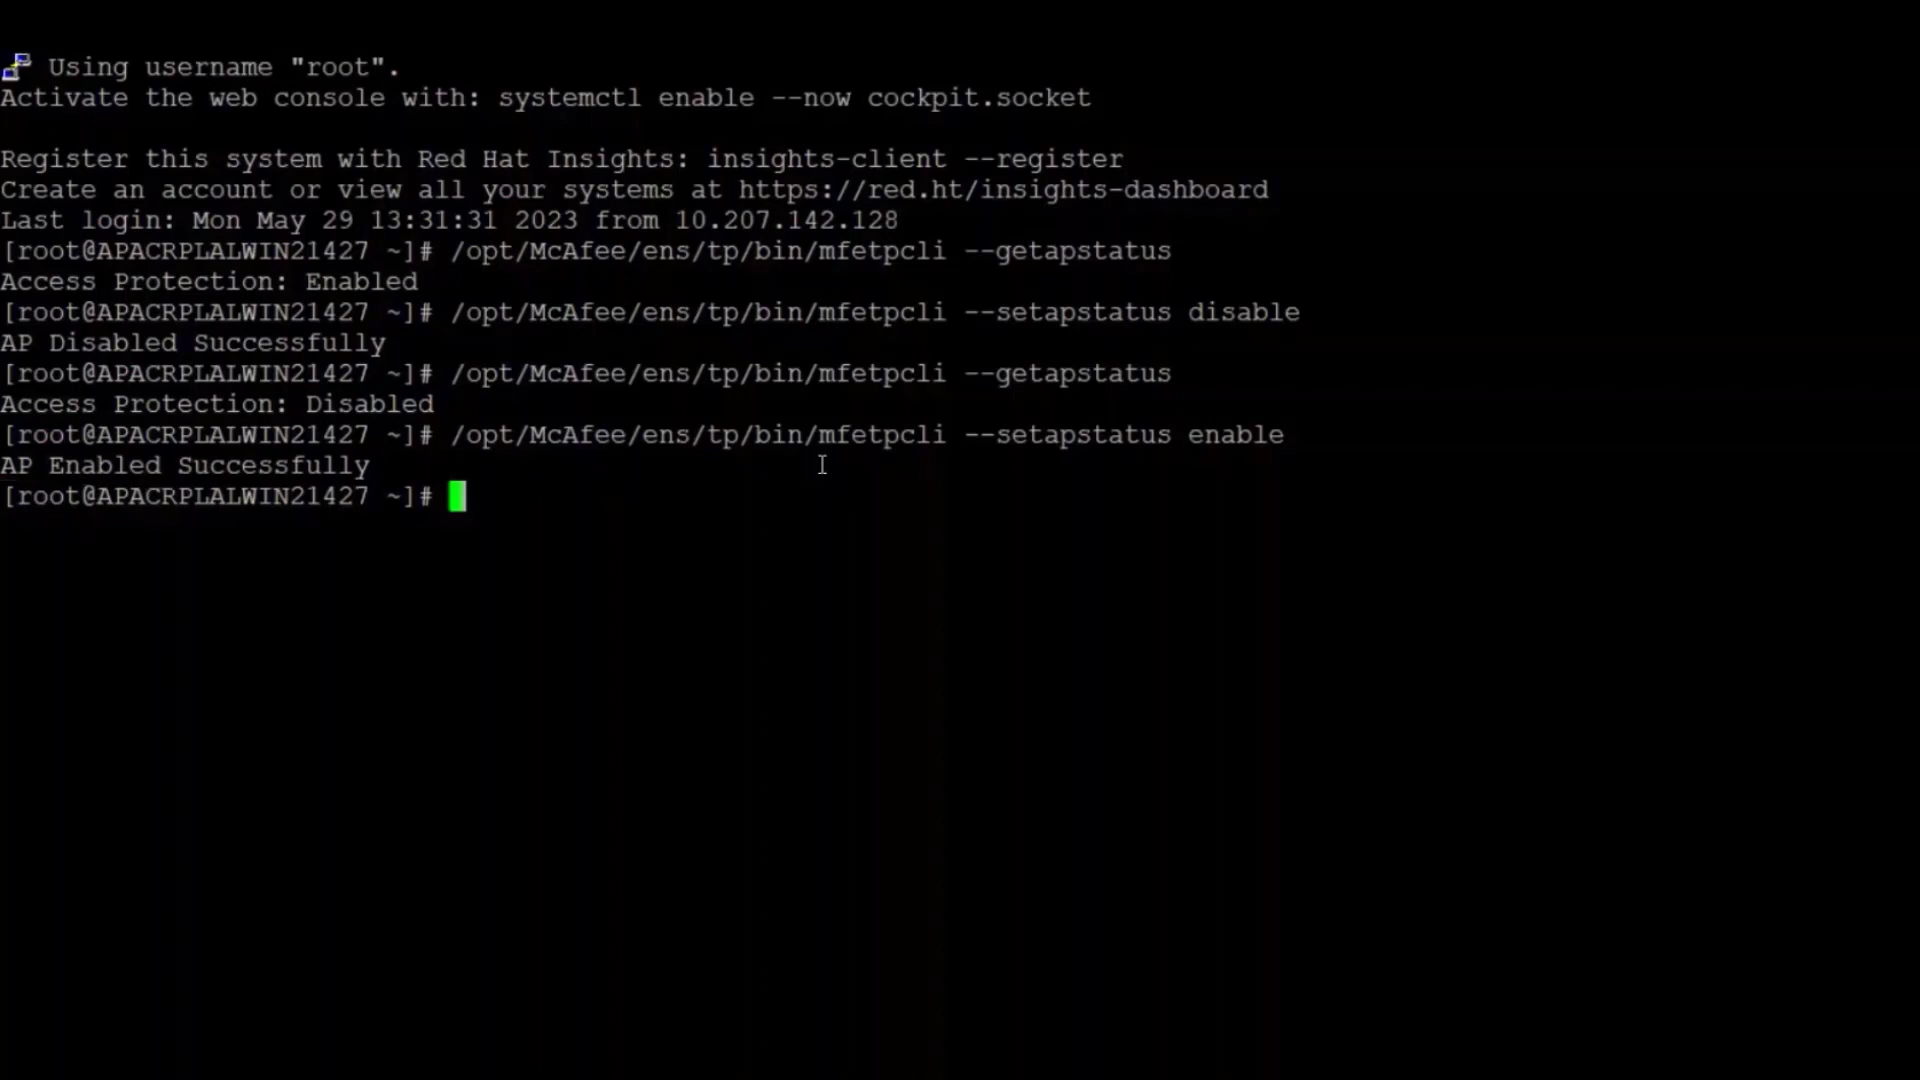 Using username "root".
Activate the web console with: systemctl enable --now cockpit.socket
Register this system with Red Hat Insights: insights-client --register
Create an account or view all your systems at https://red.ht/insights-dashboard
Last login: Mon May 29 13:31:31 2023 from 10.207.142.128
[root@APACRPLALWIN21427 ~]# /opt/McAfee/ens/tp/bin/mfetpcli --getapstatus
Access Protection: Enabled
[root@APACRPLALWIN21427 ~]# /opt/McAfee/ens/tp/bin/mfetpcli --setapstatus disable
AP Disabled Successfully
[root@APACRPLALWIN21427 ~]# /opt/McAfee/ens/tp/bin/mfetpcli --getapstatus
Access Protection: Disabled
[root@APACRPLALWIN21427 ~]# /opt/McAfee/ens/tp/bin/mfetpcli --setapstatus enable
AP Enabled Successfully
[root@APACRPLALWIN21427 ~]#